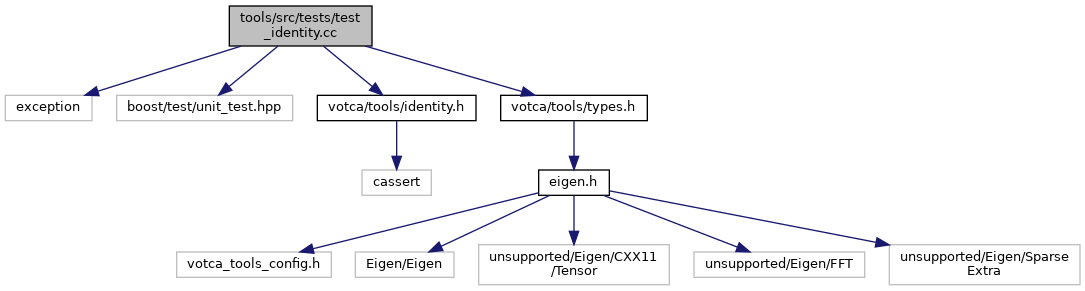 tools/src/tests/test
_identity.cc
exception
boost/test/unit_test.hpp
votca/tools/identity.h
votca/tools/types.h
cassert
eigen.h
votca_tools_config.h
Eigen/Eigen
unsupported/Eigen/CXX11
/Tensor
unsupported/Eigen/FFT
unsupported/Eigen/Sparse
Extra